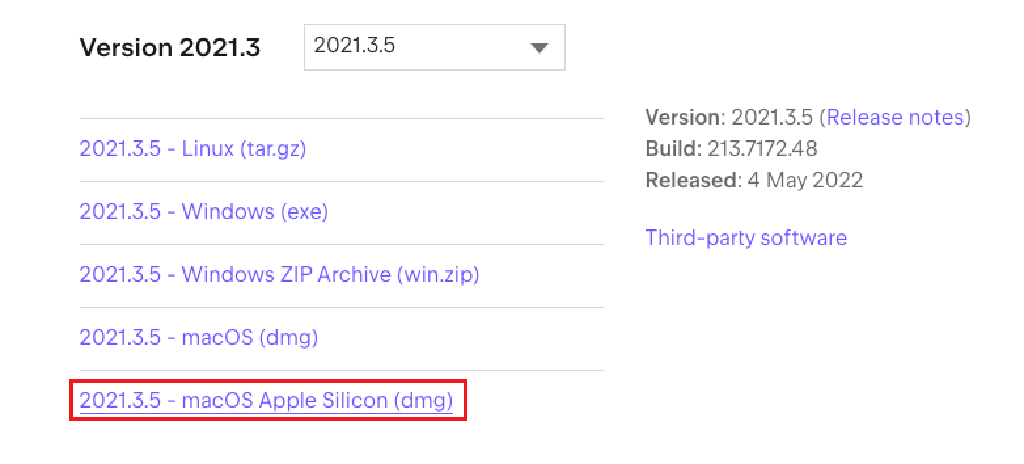 Version 2021.3
2021.3.5
2021.3.5 - Linux (tar.gz)
2021.3.5 - Windows (exe)
2021.3.5 - Windows ZIP Archive (win.zip)
2021.3.5 - macOS (dmg)
2021.3.5 - macOS Apple Silicon (dmg)
Version: 2021.3.5 (Release notes)
Build: 213.7172.48
Released: 4 May 2022
Third-party software